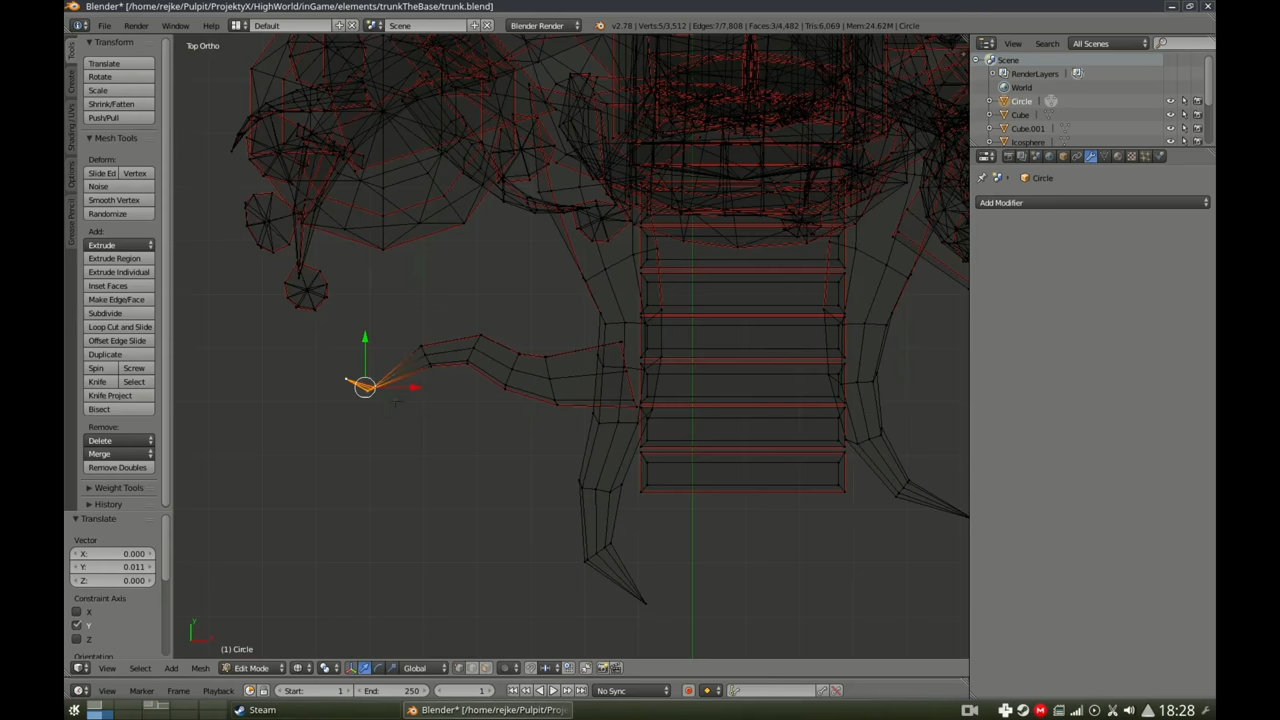 Blender* [/home/rejke/Pulpit/ProjektyX/HighWorld/inGame/elements/trunkTheBase/trunk.blend]
File Render Window Help Default Scene Blender Render v2.78 | Verts:5/3,512 | Edges:7/7,808 | Faces:3/4,482 | Tris:6,069 | Mem:24.62M | Circle
View Search All Scenes
Tools
Create
Shading / UVs
Options
Grease Pencil
Transform
Translate
Rotate
Scale
Shrink/Fatten
Push/Pull
Mesh Tools
Deform:
Slide Ed Vertex
Noise
Smooth Vertex
Randomize
Add:
Extrude
Extrude Region
Extrude Individual
Inset Faces
Make Edge/Face
Subdivide
Loop Cut and Slide
Offset Edge Slide
Duplicate
Spin Screw
Knife Select
Knife Project
Bisect
Remove:
Delete
Merge
Remove Doubles
Weight Tools
History
Translate
Vector
X: 0.000
Y: 0.011
Z: 0.000
Constraint Axis
X
Y
Z
Orientation
Top Ortho
(1) Circle
Scene
RenderLayers
World
Circle
Cube
Cube.001
Icosphere
Circle
Add Modifier
View Select Add Mesh Edit Mode Global
View Marker Frame Playback Start: 1 End: 250 1 No Sync
Steam Blender* [/home/rejke/Pulpit/Proj 18:28